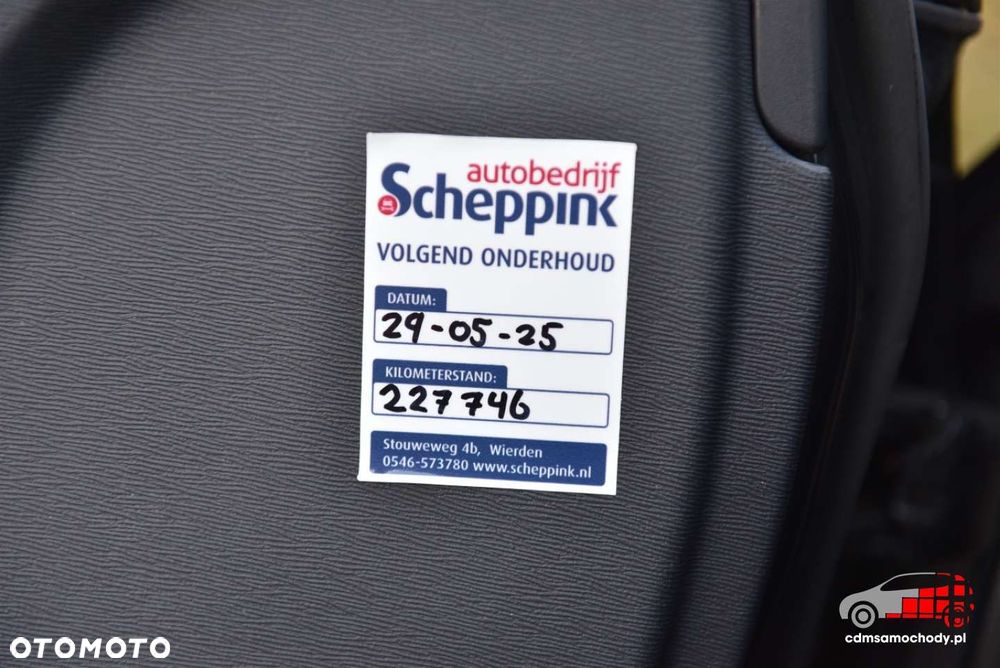 autobedrijf
Scheppink
VOLGEND ONDERHOUD
DATUM:
29-05-25
KILOMETERSTAND:
227746
Stouweweg 4b, Wierden
0546-573780 www.scheppink.nl
OTOMOTO
cdmsamochody.pl